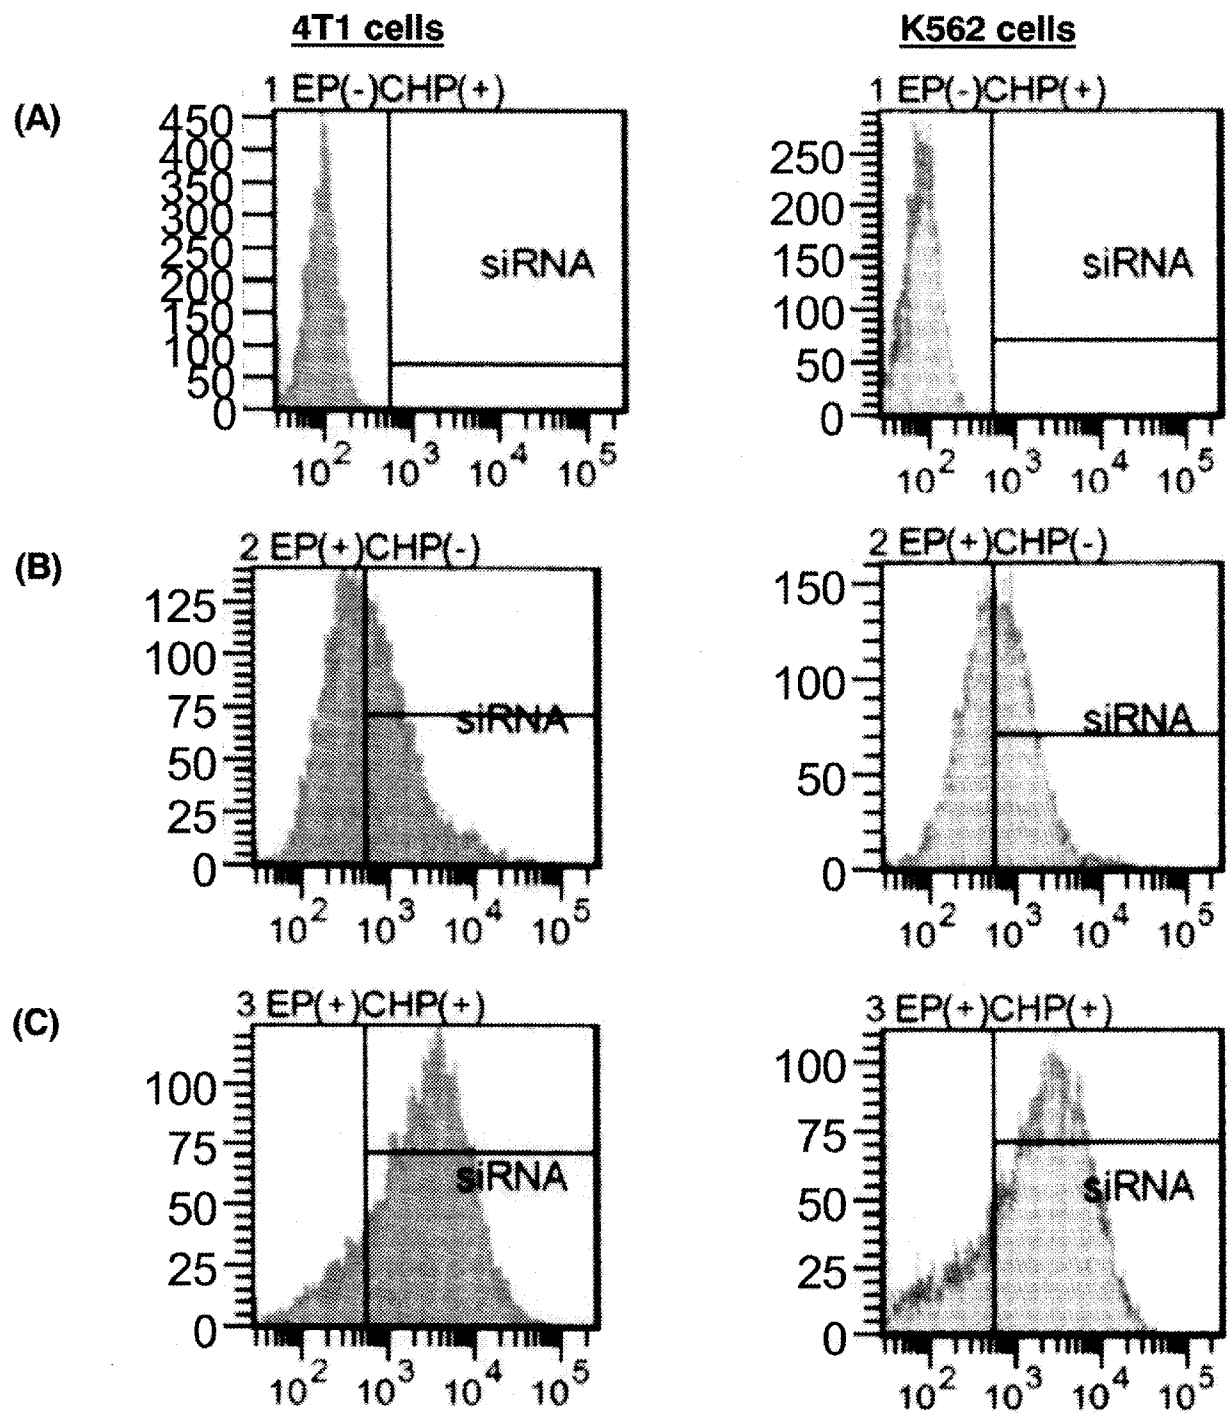 4T1 cells
K562 cells
(A)
1 EP(-)CHP(+)
450
400
350
300
250
200
150
100
50
0
siRNA
10^2 10^3 10^4 10^5
1 EP(-)CHP(+)
250
200
150
100
50
0
siRNA
10^2 10^3 10^4 10^5
(B)
2 EP(+)CHP(-)
125
100
75
50
25
0
siRNA
10^2 10^3 10^4 10^5
2 EP(+)CHP(-)
150
100
50
0
siRNA
10^2 10^3 10^4 10^5
(C)
3 EP(+)CHP(+)
100
75
50
25
0
siRNA
10^2 10^3 10^4 10^5
3 EP(+)CHP(+)
100
75
50
25
0
siRNA
10^2 10^3 10^4 10^5